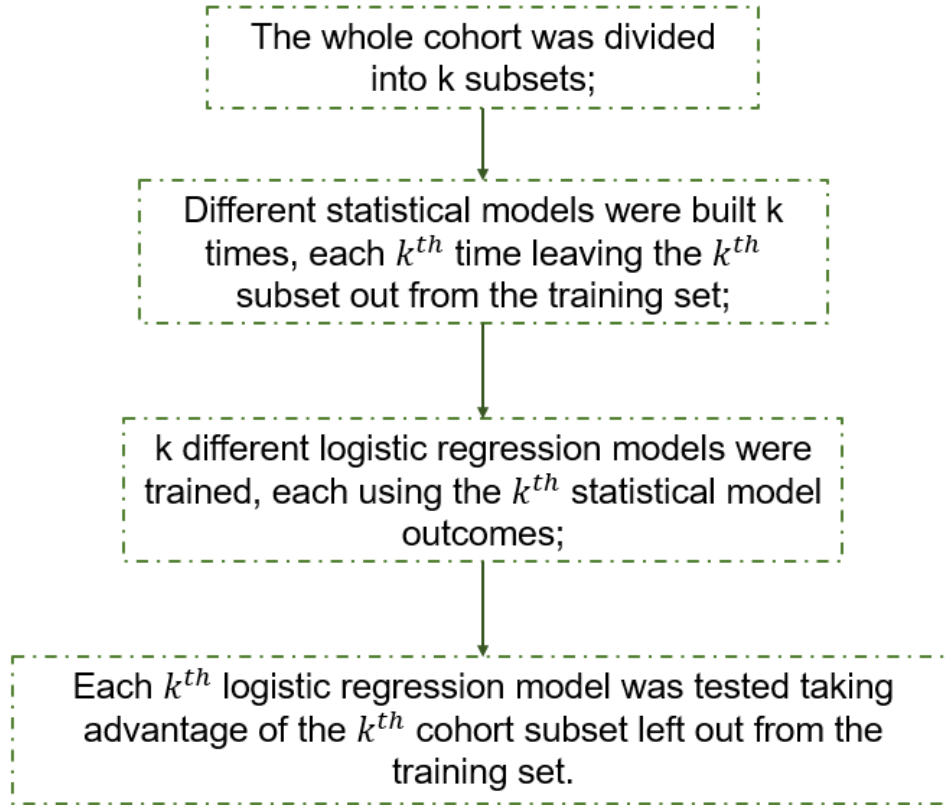 The whole cohort was divided
into k subsets;
Different statistical models were built k
times, each k^th time leaving the k^th
subset out from the training set;
k different logistic regression models were
trained, each using the k^th statistical model
outcomes;
Each k^th logistic regression model was tested taking
advantage of the k^th cohort subset left out from the
training set.